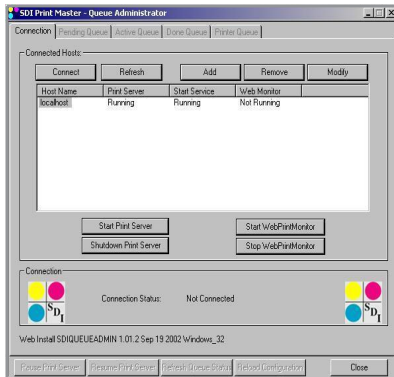 SDI Print Master - Queue Administrator
Connection Pending Queue Active Queue Done Queue Printer Queue
Connected Hosts:
Connect Refresh Add Remove Modify
Host Name Print Server Start Service Web Monitor
localhost Running Running Not Running
Start Print Server Start WebPrintMonitor
Shutdown Print Server Stop WebPrintMonitor
Connection
SDI Connection Status: Not Connected SDI
Web Install SDIQUEUEADMIN 1.01.2 Sep 19 2002 Windows_32
Pause Print Server Resume Print Server Refresh Queue Status Reload Configuration Close